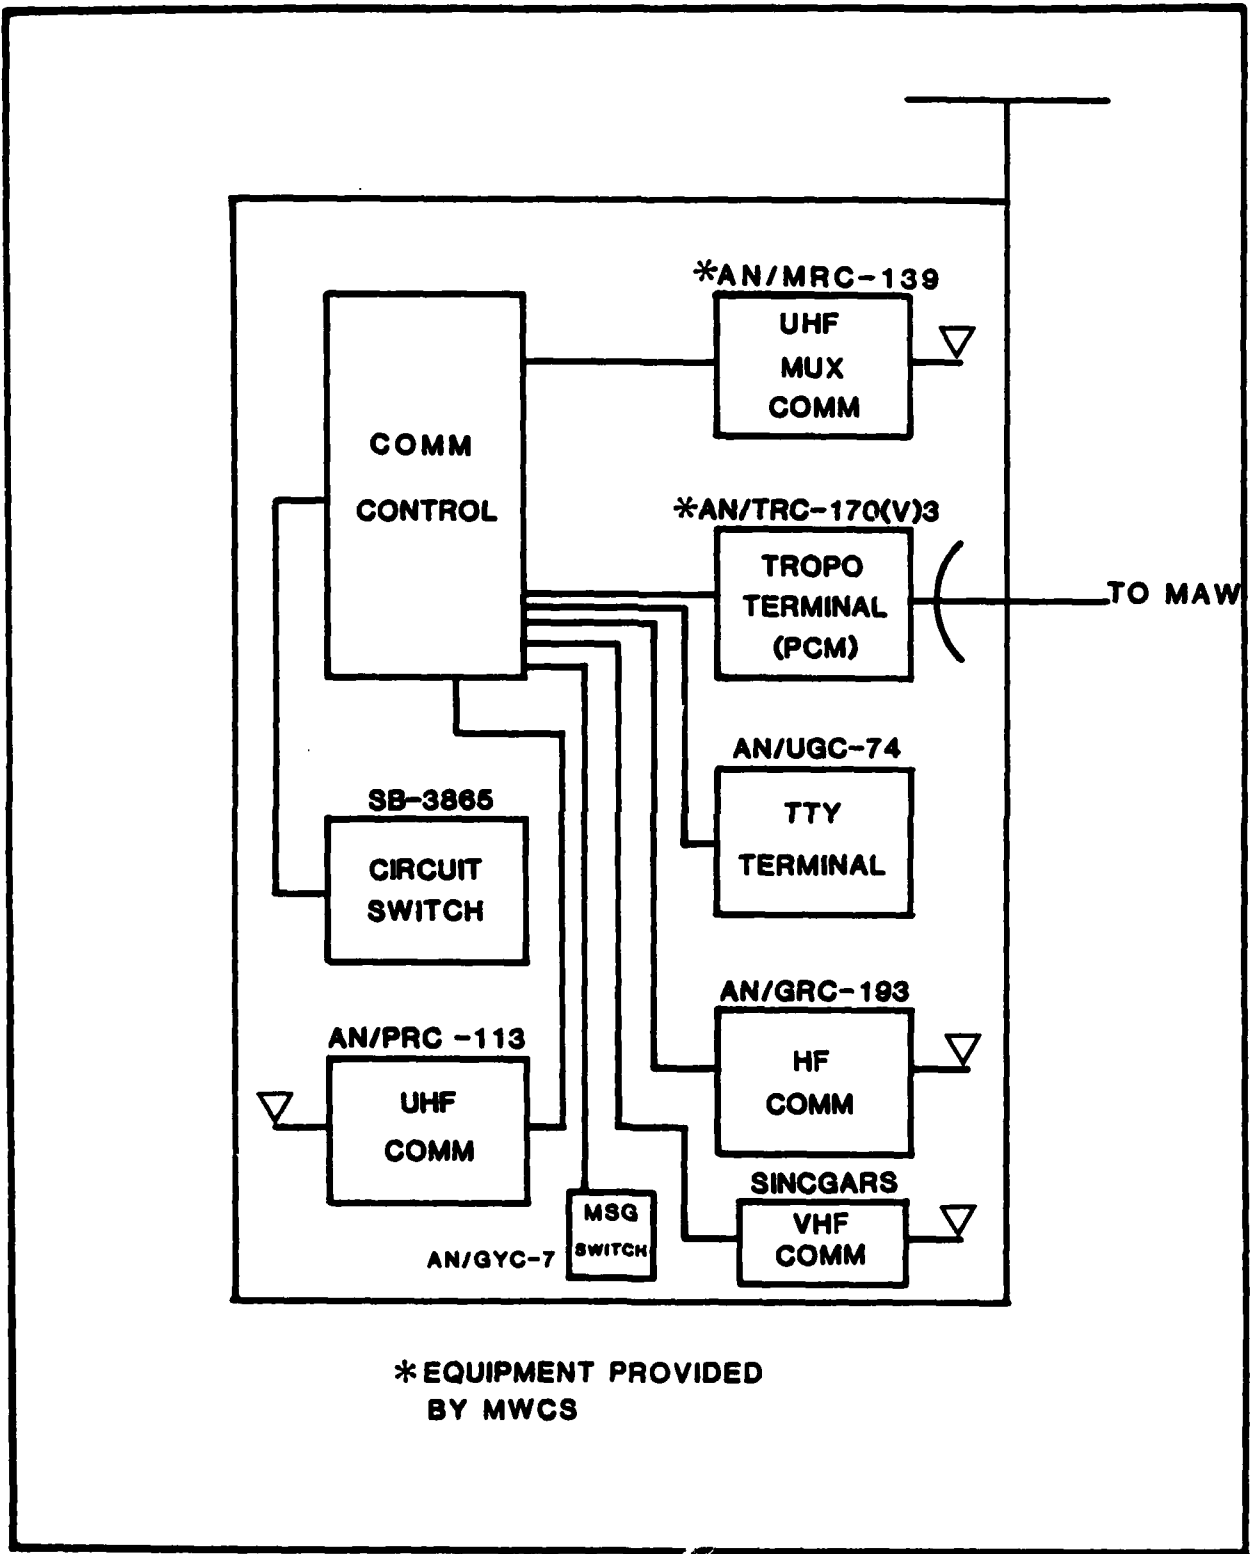 *AN/MRC-139
UHF
MUX
COMM
COMM
CONTROL
*AN/TRC-170(V)3
TROPO
TERMINAL
(PCM)
TO MAW
AN/UGC-74
TTY
TERMINAL
SB-3865
CIRCUIT
SWITCH
AN/GRC-193
HF
COMM
AN/PRC -113
UHF
COMM
SINCGARS
VHF
COMM
MSG
SWITCH
AN/GYC-7
*EQUIPMENT PROVIDED
BY MWCS